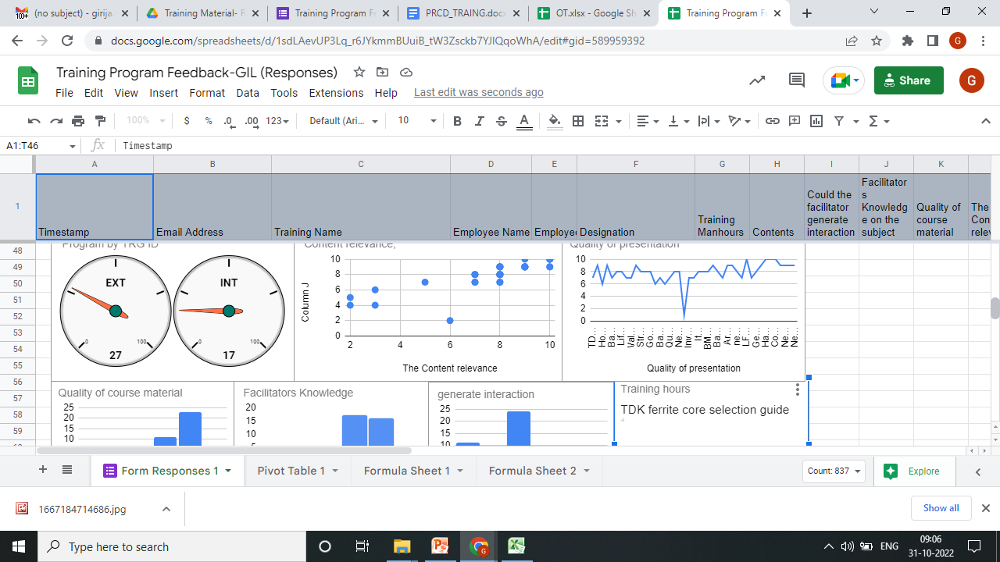 (no subject) - girija
Training Material- R
Training Program F
PRCD_TRAING.docx
OT.xlsx - Google Sh
Training Program F
docs.google.com/spreadsheets/d/1sdLAevUP3Lq_r6JYkmmBUuiB_tW3Zsckb7YJIQqoWhA/edit#gid=589959392
G
Training Program Feedback-GIL (Responses)
File Edit View Insert Format Data Tools Extensions Help Last edit was seconds ago
Share
G
100% $ % .0 .00 123 Default (Ari... 10 B I S A
A1:T46 fx Timestamp
A B C D E F G H I J K
1 Timestamp Email Address Training Name Employee Name Employee Designation
Training Manhours
Contents
Could the facilitator generate interaction
Facilitators Knowledge on the subject
Quality of course material
The
Con
relev
48
49
50
51
52
53
54
55
56
57
58
59
Program by TRG ID
EXT
0 100
27
INT
0 100
17
Content relevance,
Column J
10
8
6
4
2
0
2 4 6 8 10
The Content relevance
Quality of presentation
10
8
6
4
2
0
TD... Ho... Ba... Lif... Val... Str... Go... Ba... Qu... Ne... Inv... It... BM... Ba... Ar... ne... LF... Ge... Ha... Co... Ne... Ne...
Quality of presentation
Quality of course material
25
20
15
10
Facilitators Knowledge
20
15
10
generate interaction
25
20
15
10
Training hours
TDK ferrite core selection guide
Form Responses 1 Pivot Table 1 Formula Sheet 1 Formula Sheet 2
Count: 837
Explore
1667184714686.jpg
Show all
Type here to search
ENG
09:06
31-10-2022